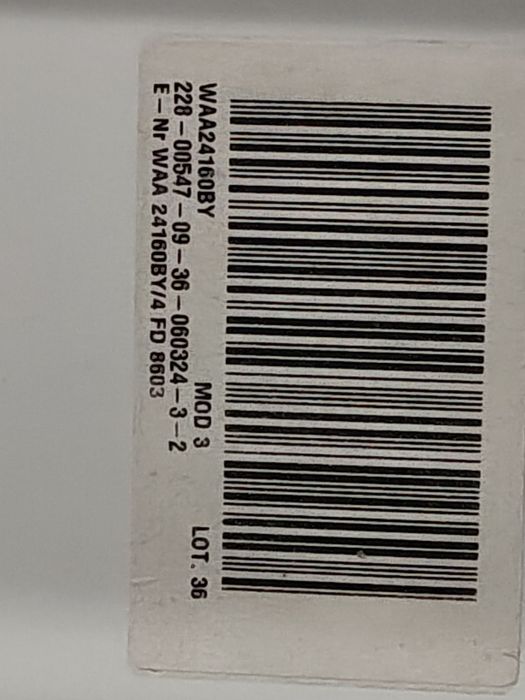 WAA24160BY MOD 3 LOT. 36
228-00547-09-36-060324-3-2
E-Nr WAA 24160BY/4 FD 8603